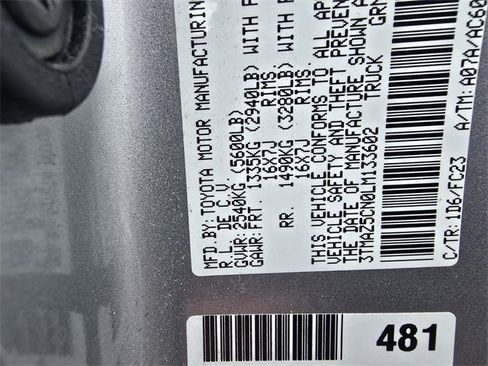 MFD.BY: TOYOTA MOTOR MANUFACTURING
R.L. DE C.V.
GVWR: 2540KG (5600LB)
GAWR: FRT. 1335KG (2940LB) WITH
16X7J RIMS
RR. 1490KG (3280LB) WITH
16X7J RIMS
THIS VEHICLE CONFORMS TO ALL
VEHICLE SAFETY AND THEFT PREVEN
THE DATE OF MANUFACTURE SHOWN A
3TMAZ5CN0LM133602 TRUCK GRN
C/TR: 1D6/FC23 A/TM: A07A/AC60
481